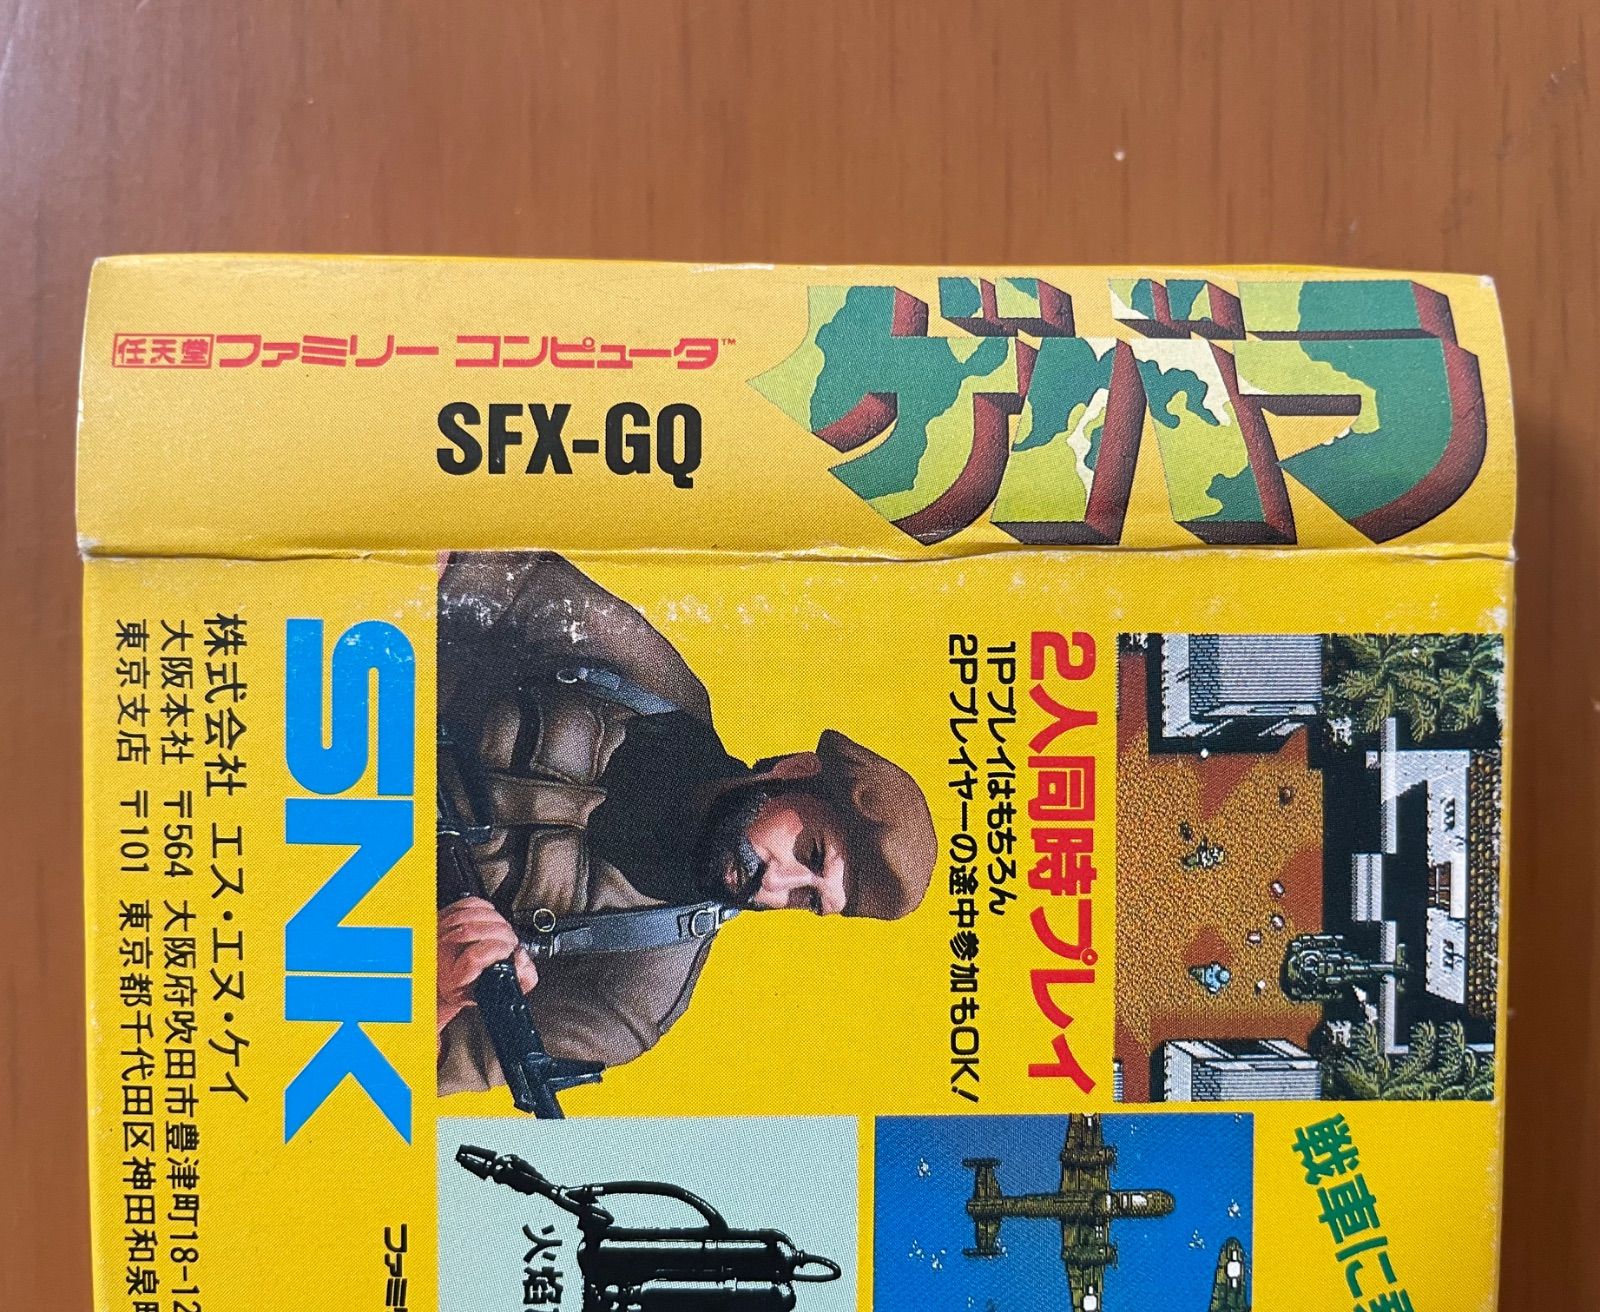 任天堂 ファミリー コンピュータ™
SFX-GQ
ゲバラ
2人同時プレイ
1Pプレイはもちろん
2Pプレイヤーの途中参加もOK!
戦車に
火焰
SNK
株式会社 エス・エヌ・ケイ
大阪本社 〒564 大阪府吹田市豊津町18-12
東京支店 〒101 東京都千代田区神田和泉
ファミ